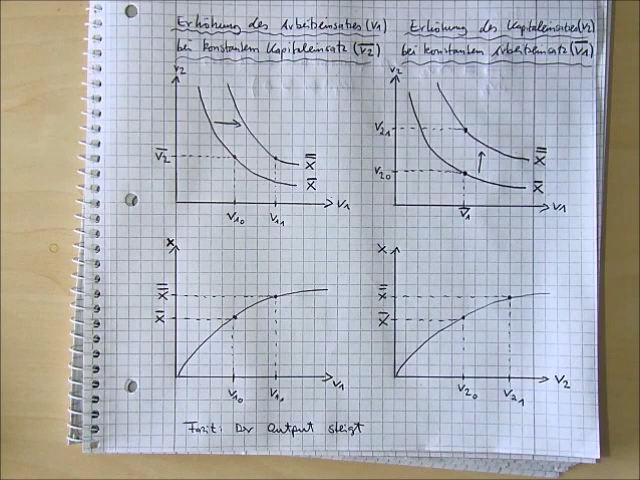 Erhöhung des Arbeitseinsatzes (v1)
bei konstantem Kapitaleinsatz (v̅2)
Erhöhung des Kapitaleinsatzes (v2)
bei konstantem Arbeitseinsatz (v̅1)
v2
v̅2
x̿
x̅
v1₀
v1₁
v1
v2
v2₁
v2₀
x̿
x̅
v̅1
v1
x
x̿
x̅
v1₀
v1₁
v1
x
x̿
x̅
v2₀
v2₁
v2
Fazit: Der Output steigt